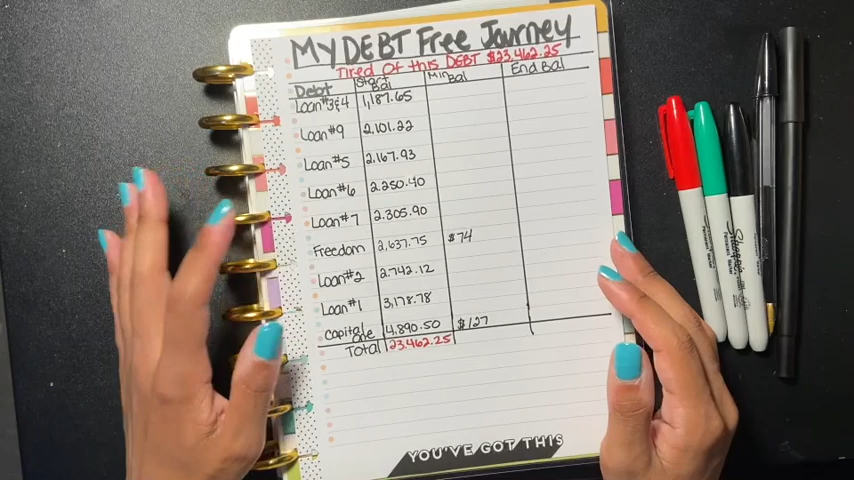 My DEBT Free Journey
Tired Of this DEBT $23,462.25
Debt Start Bal Min Bal End Bal
Loan#3&4 1,187.65
Loan#9 2,101.22
Loan#5 2,167.93
Loan#6 2,250.40
Loan#7 2,305.90
Freedom 2,637.75 $74
Loan#2 2,742.12
Loan#1 3,178.78
Capital One 4,890.50 $127
Total 23,462.25
YOU'VE GOT THIS
Sharpie